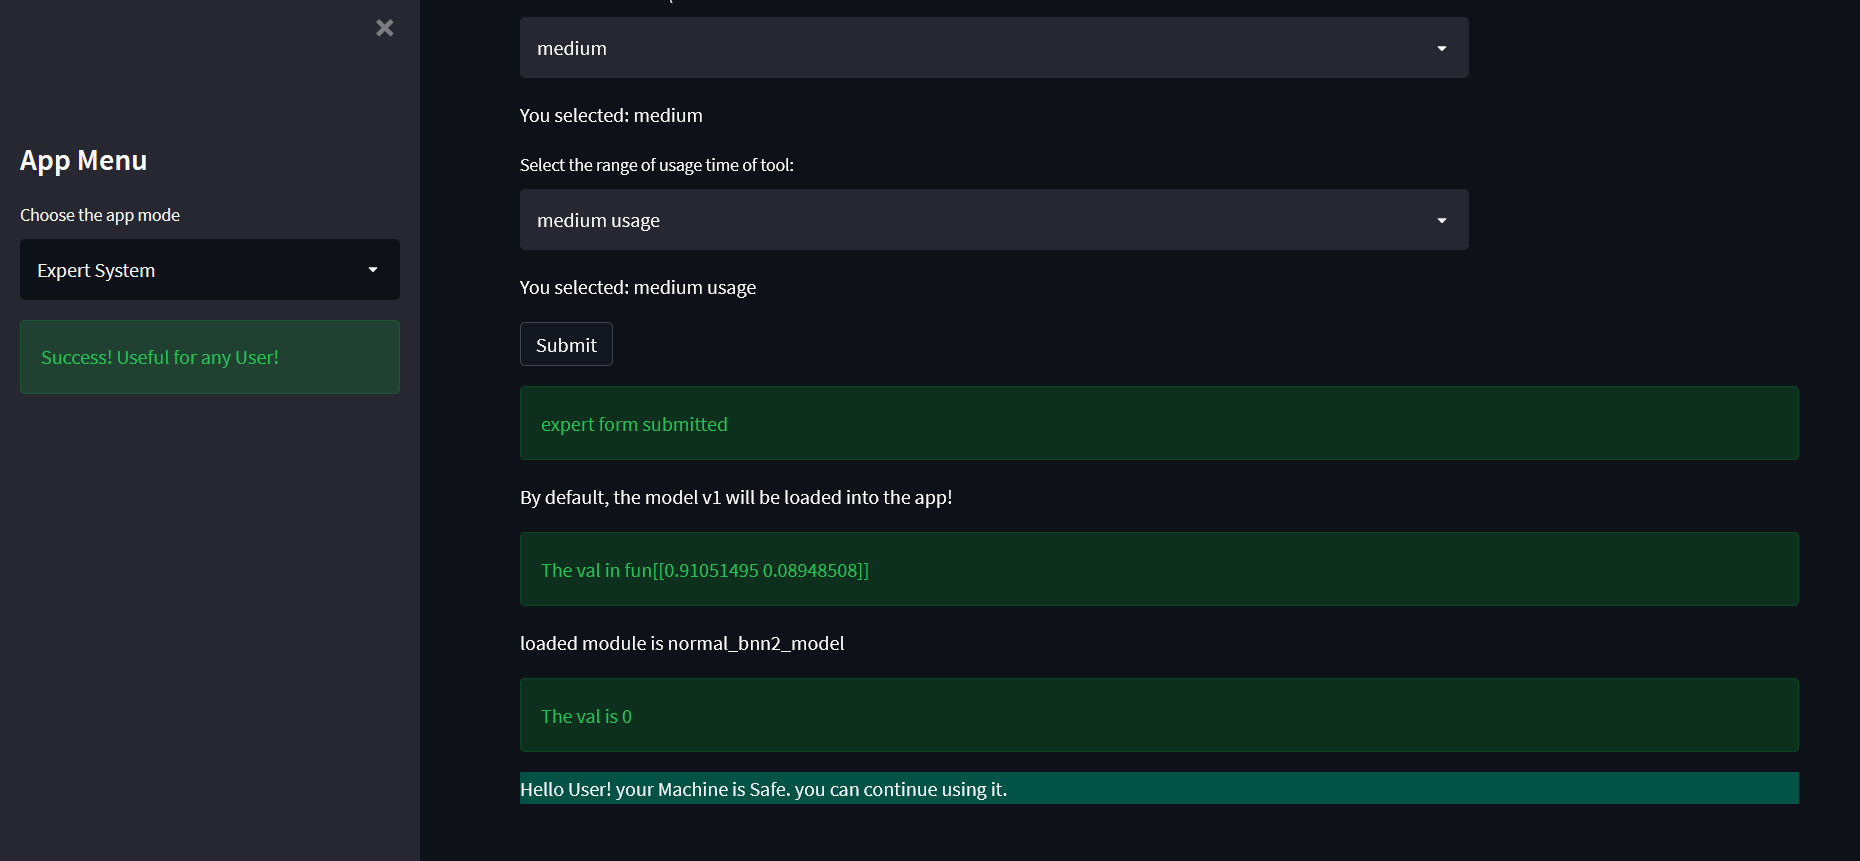 App Menu
Choose the app mode
Expert System
Success! Useful for any User!
medium
You selected: medium
Select the range of usage time of tool:
medium usage
You selected: medium usage
Submit
expert form submitted
By default, the model v1 will be loaded into the app!
The val in fun[[0.91051495 0.08948508]]
loaded module is normal_bnn2_model
The val is 0
Hello User! your Machine is Safe. you can continue using it.